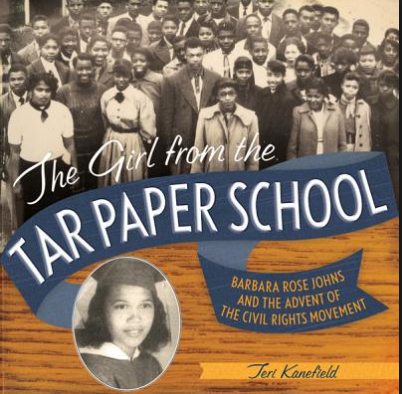 The Girl from the
TAR PAPER SCHOOL
BARBARA ROSE JOHNS
AND THE ADVENT OF
THE CIVIL RIGHTS MOVEMENT
Teri Kanefield